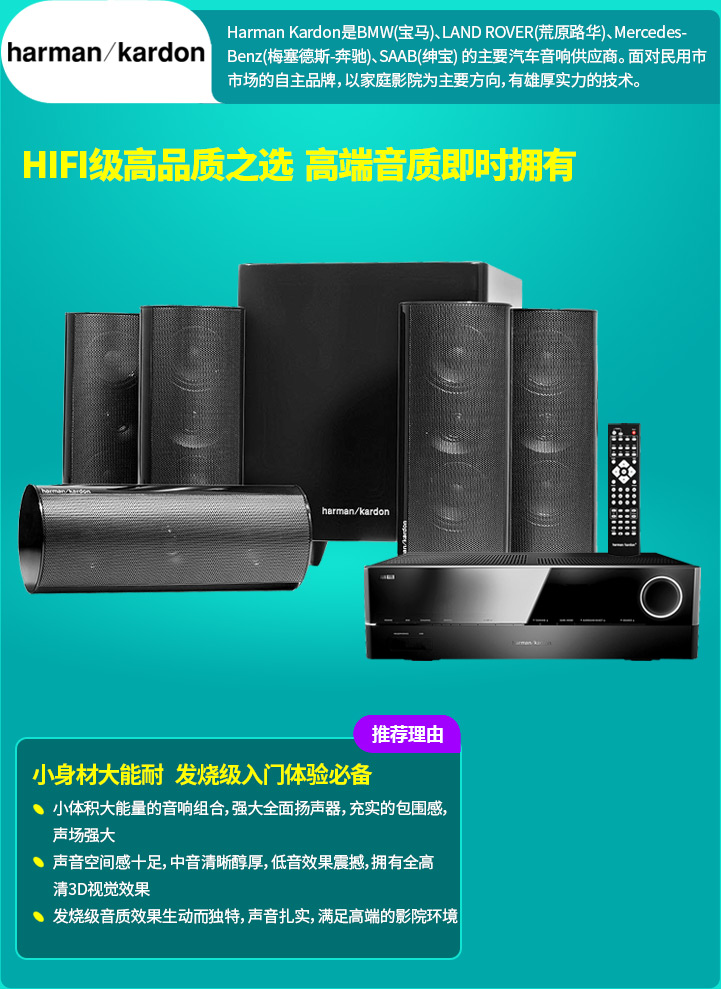 harman/kardon
Harman Kardon是BMW(宝马)、LAND ROVER(荒原路华)、Mercedes-
Benz(梅塞德斯-奔驰)、SAAB(绅宝) 的主要汽车音响供应商。面对民用市
市场的自主品牌，以家庭影院为主要方向，有雄厚实力的技术。
HIFI级高品质之选 高端音质即时拥有
harman/kardon
harman/kardon
harman/kardon
harman/kardon
推荐理由
小身材大能耐 发烧级入门体验必备
小体积大能量的音响组合，强大全面扬声器，充实的包围感，
声场强大
声音空间感十足，中音清晰醇厚，低音效果震撼，拥有全高
清3D视觉效果
发烧级音质效果生动而独特，声音扎实，满足高端的影院环境